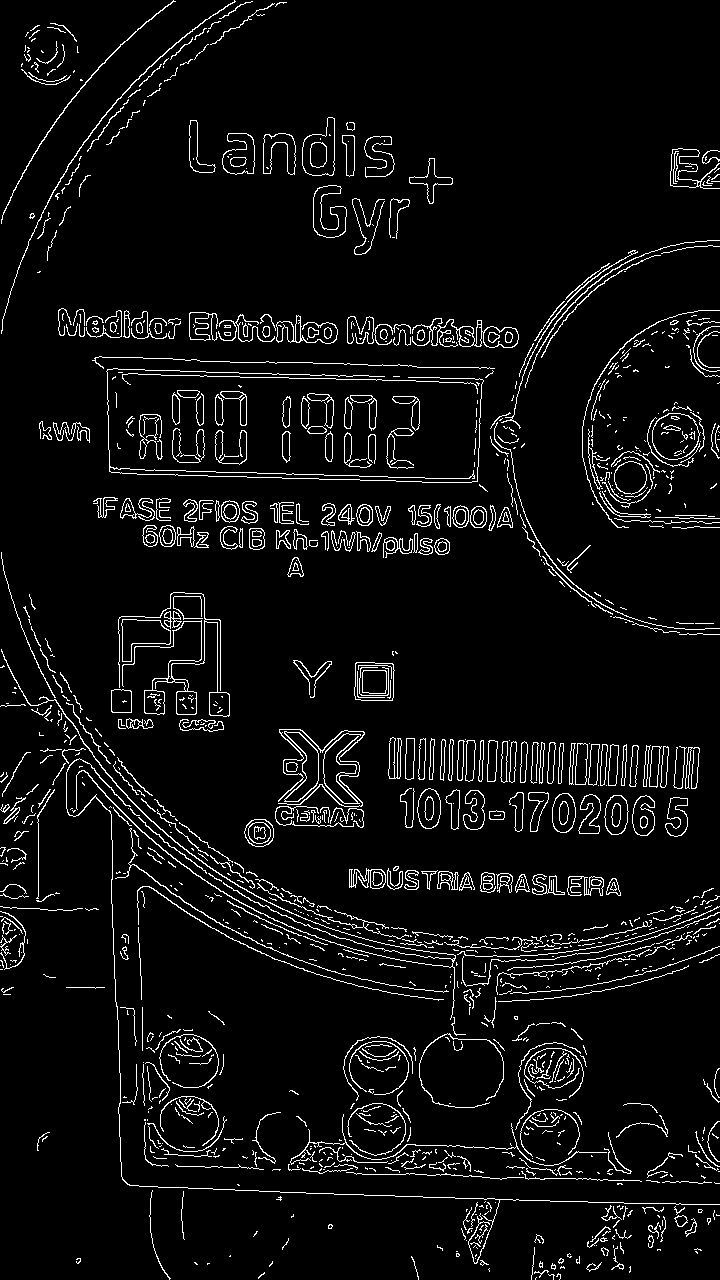 Landis+
Gyr
E2
Medidor Eletrônico Monofásico
kWh
A001902
1FASE 2FIOS 1EL 240V 15(100)A
60Hz Cl B Kh-1Wh/pulso
A
LINHA CARGA
Y
CEMAR
1013-1702065
INDÚSTRIA BRASILEIRA